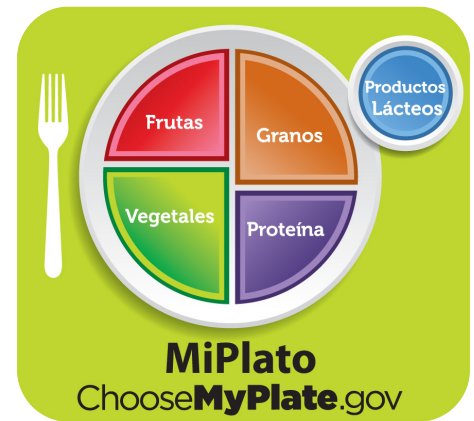 Frutas
Granos
Productos
Lácteos
Vegetales
Proteína
MiPlato
ChooseMyPlate.gov